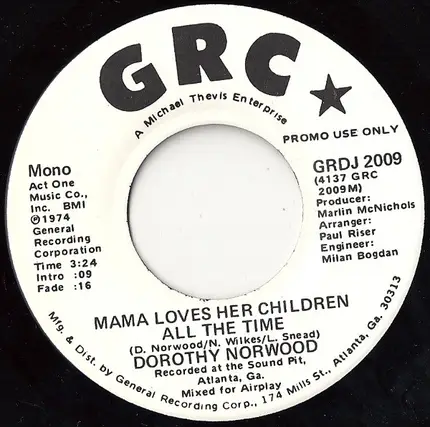 GRC
A Michael Thevis Enterprise
PROMO USE ONLY
Mono
Act One
Music Co.,
Inc. BMI
℗1974
General
Recording
Corporation
Time 3:24
Intro :09
Fade :16
GRDJ 2009
(4137 GRC
2009M)
Producer:
Marlin McNichols
Arranger:
Paul Riser
Engineer:
Milan Bogdan
MAMA LOVES HER CHILDREN
ALL THE TIME
(D. Norwood/N. Wilkes/L. Snead)
DOROTHY NORWOOD
Recorded at the Sound Pit,
Atlanta, Ga.
Mixed for Airplay
Mfg. & Dist. by General Recording Corp., 174 Mills St., Atlanta, Ga. 30313